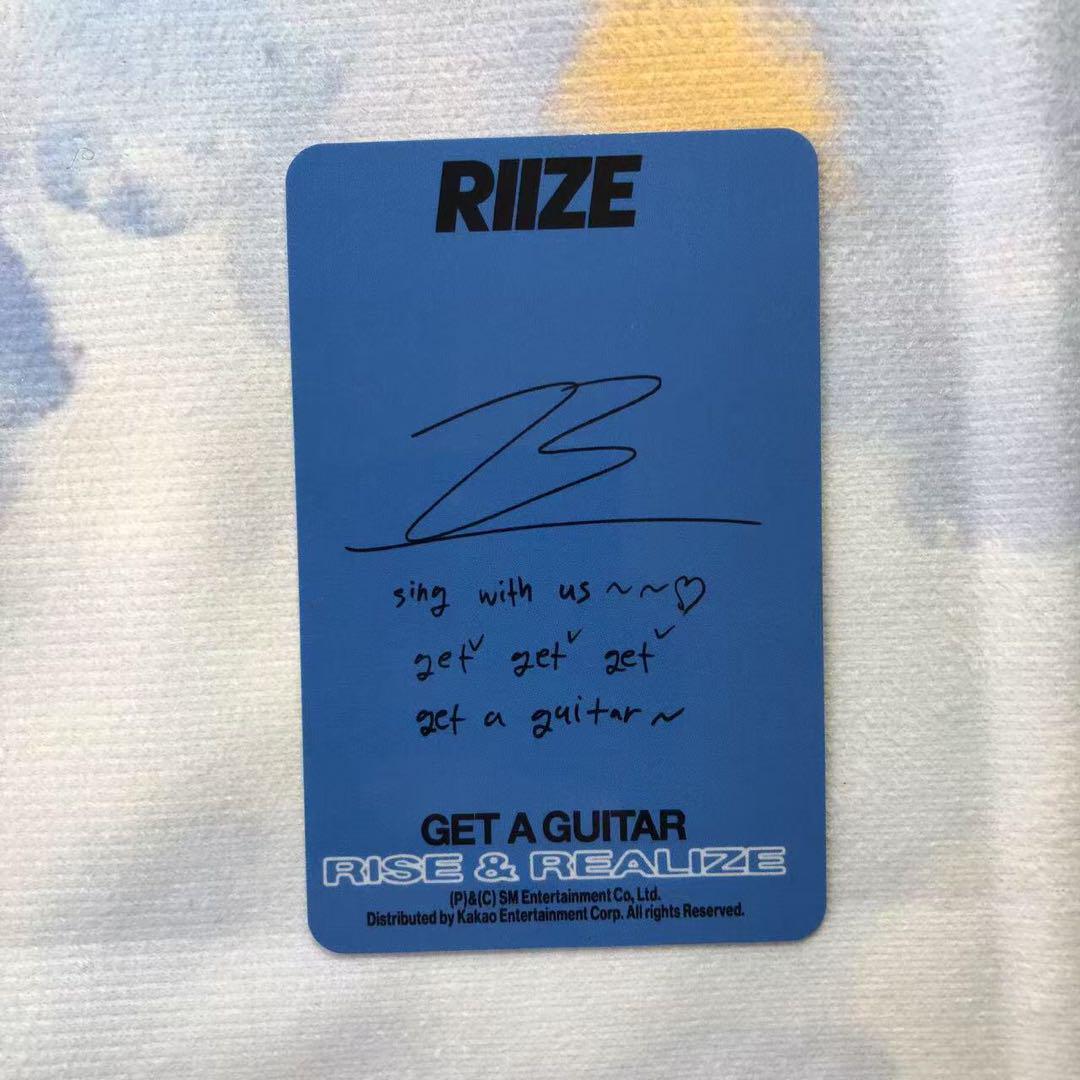 RIIZE
sing with us ~~♡
get˅ get˅ get˅
get a guitar~
GET A GUITAR
RISE & REALIZE
(P)&(C) SM Entertainment Co, Ltd.
Distributed by Kakao Entertainment Corp. All rights Reserved.